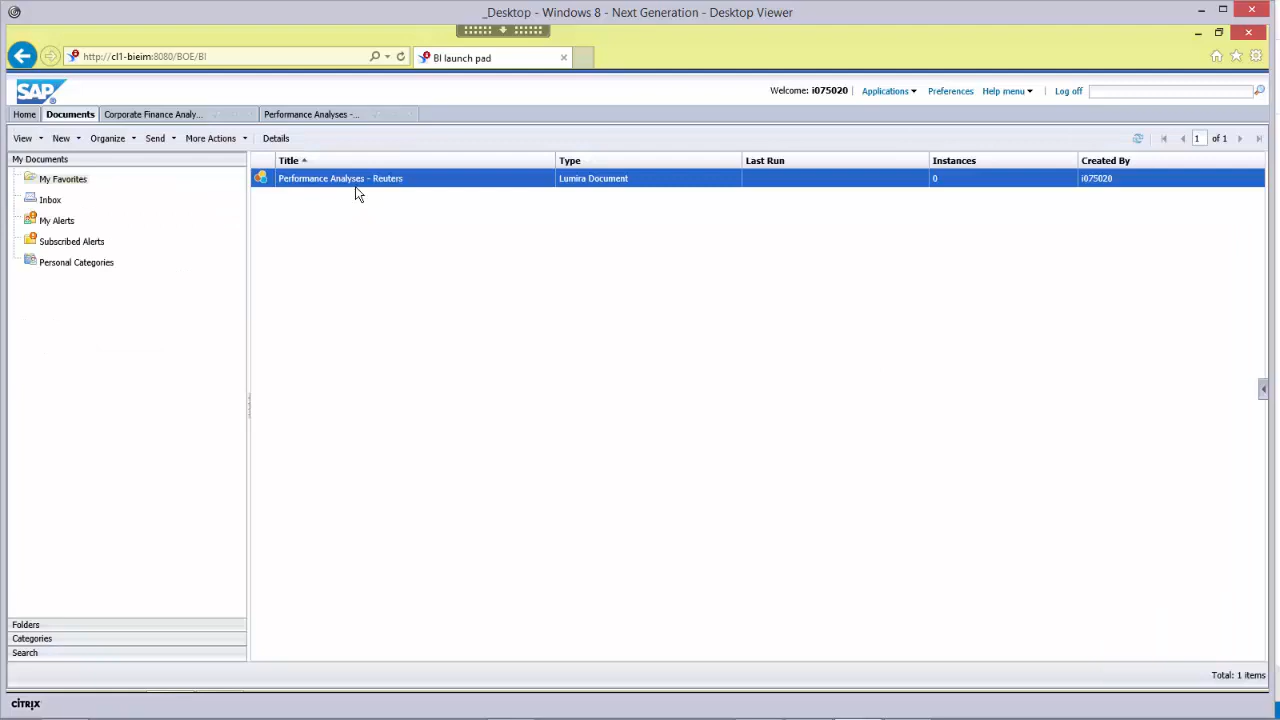 _Desktop - Windows 8 - Next Generation - Desktop Viewer
http://cl1-bieim:8080/BOE/BI
BI launch pad
SAP
Welcome: i075020
Applications
Preferences
Help menu
Log off
Home
Documents
Corporate Finance Analy...
Performance Analyses -...
View
New
Organize
Send
More Actions
Details
1
of 1
My Documents
Title
Type
Last Run
Instances
Created By
My Favorites
Performance Analyses - Reuters
Lumira Document
0
i075020
Inbox
My Alerts
Subscribed Alerts
Personal Categories
Folders
Categories
Search
Total: 1 items
CITRIX